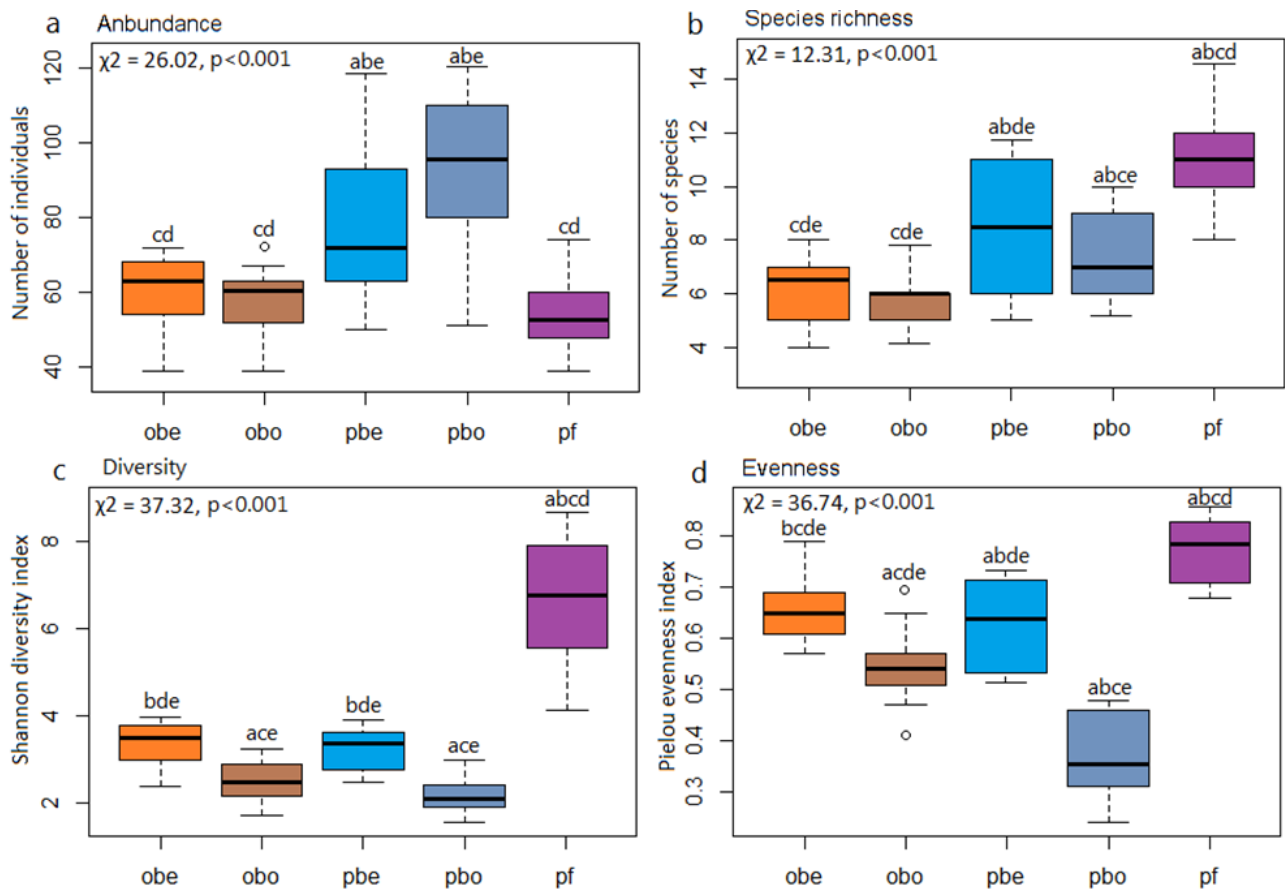 a Anbundance
χ2 = 26.02, p<0.001
Number of individuals
120
100
80
60
40
cd
cd
abe
abe
cd
obe obo pbe pbo pf
b Species richness
χ2 = 12.31, p<0.001
Number of species
14
12
10
8
6
4
cde
cde
abde
abce
abcd
obe obo pbe pbo pf
c Diversity
χ2 = 37.32, p<0.001
Shannon diversity index
8
6
4
2
bde
ace
bde
ace
abcd
obe obo pbe pbo pf
d Evenness
χ2 = 36.74, p<0.001
Pielou evenness index
0.8
0.7
0.6
0.5
0.4
0.3
bcde
acde
abde
abce
abcd
obe obo pbe pbo pf